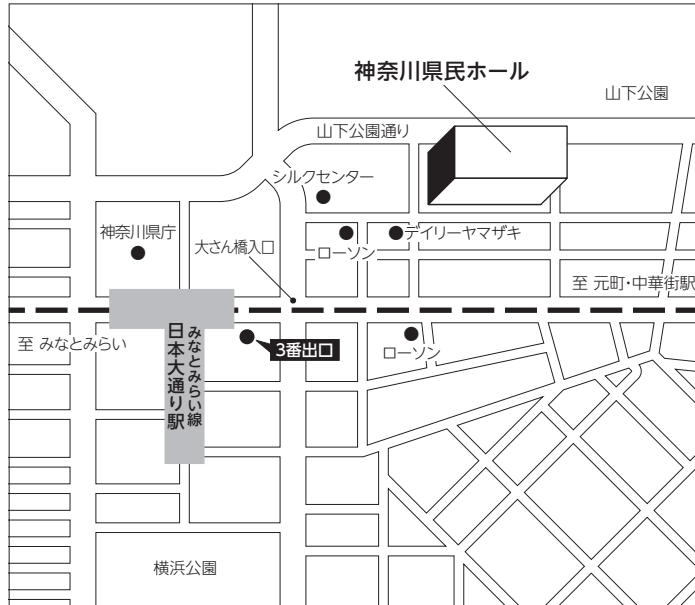 神奈川県民ホール
山下公園
山下公園通り
シルクセンター
神奈川県庁
大さん橋入口
ローソン
デイリーヤマザキ
至 元町・中華街駅
至 みなとみらい
みなとみらい線
日本大通り駅
3番出口
ローソン
横浜公園